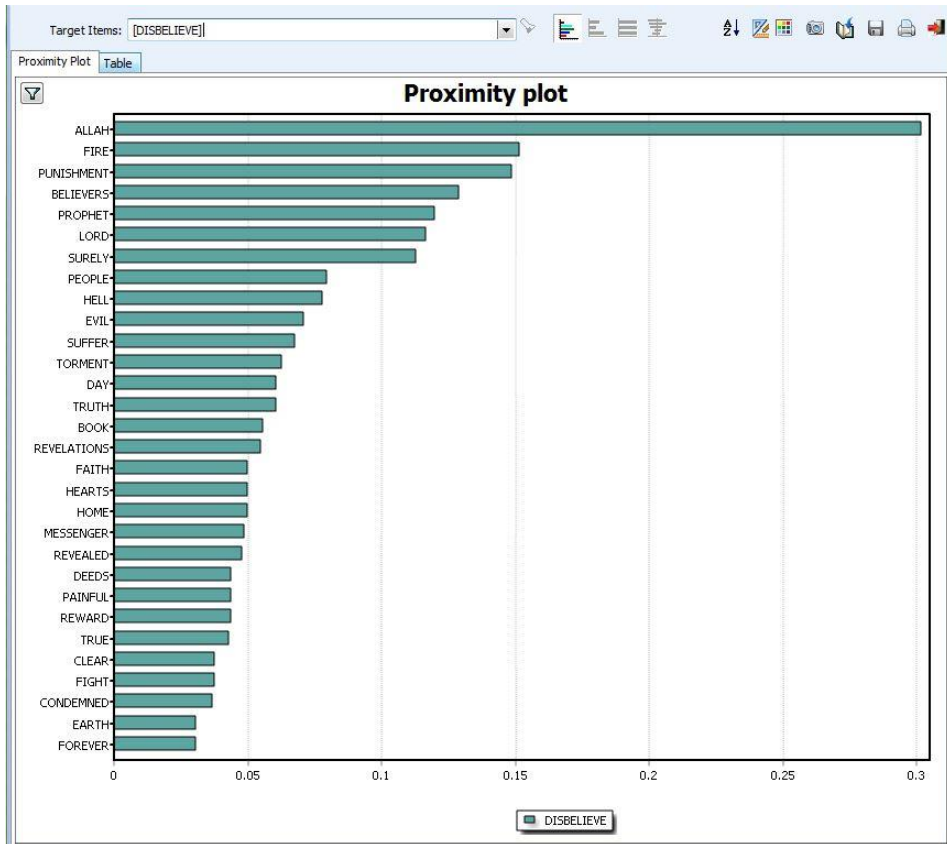 Target Items: [DISBELIEVE]
Proximity Plot Table
Proximity plot
ALLAH
FIRE
PUNISHMENT
BELIEVERS
PROPHET
LORD
SURELY
PEOPLE
HELL
EVIL
SUFFER
TORMENT
DAY
TRUTH
BOOK
REVELATIONS
FAITH
HEARTS
HOME
MESSENGER
REVEALED
DEEDS
PAINFUL
REWARD
TRUE
CLEAR
FIGHT
CONDEMNED
EARTH
FOREVER
0 0.05 0.1 0.15 0.2 0.25 0.3
DISBELIEVE